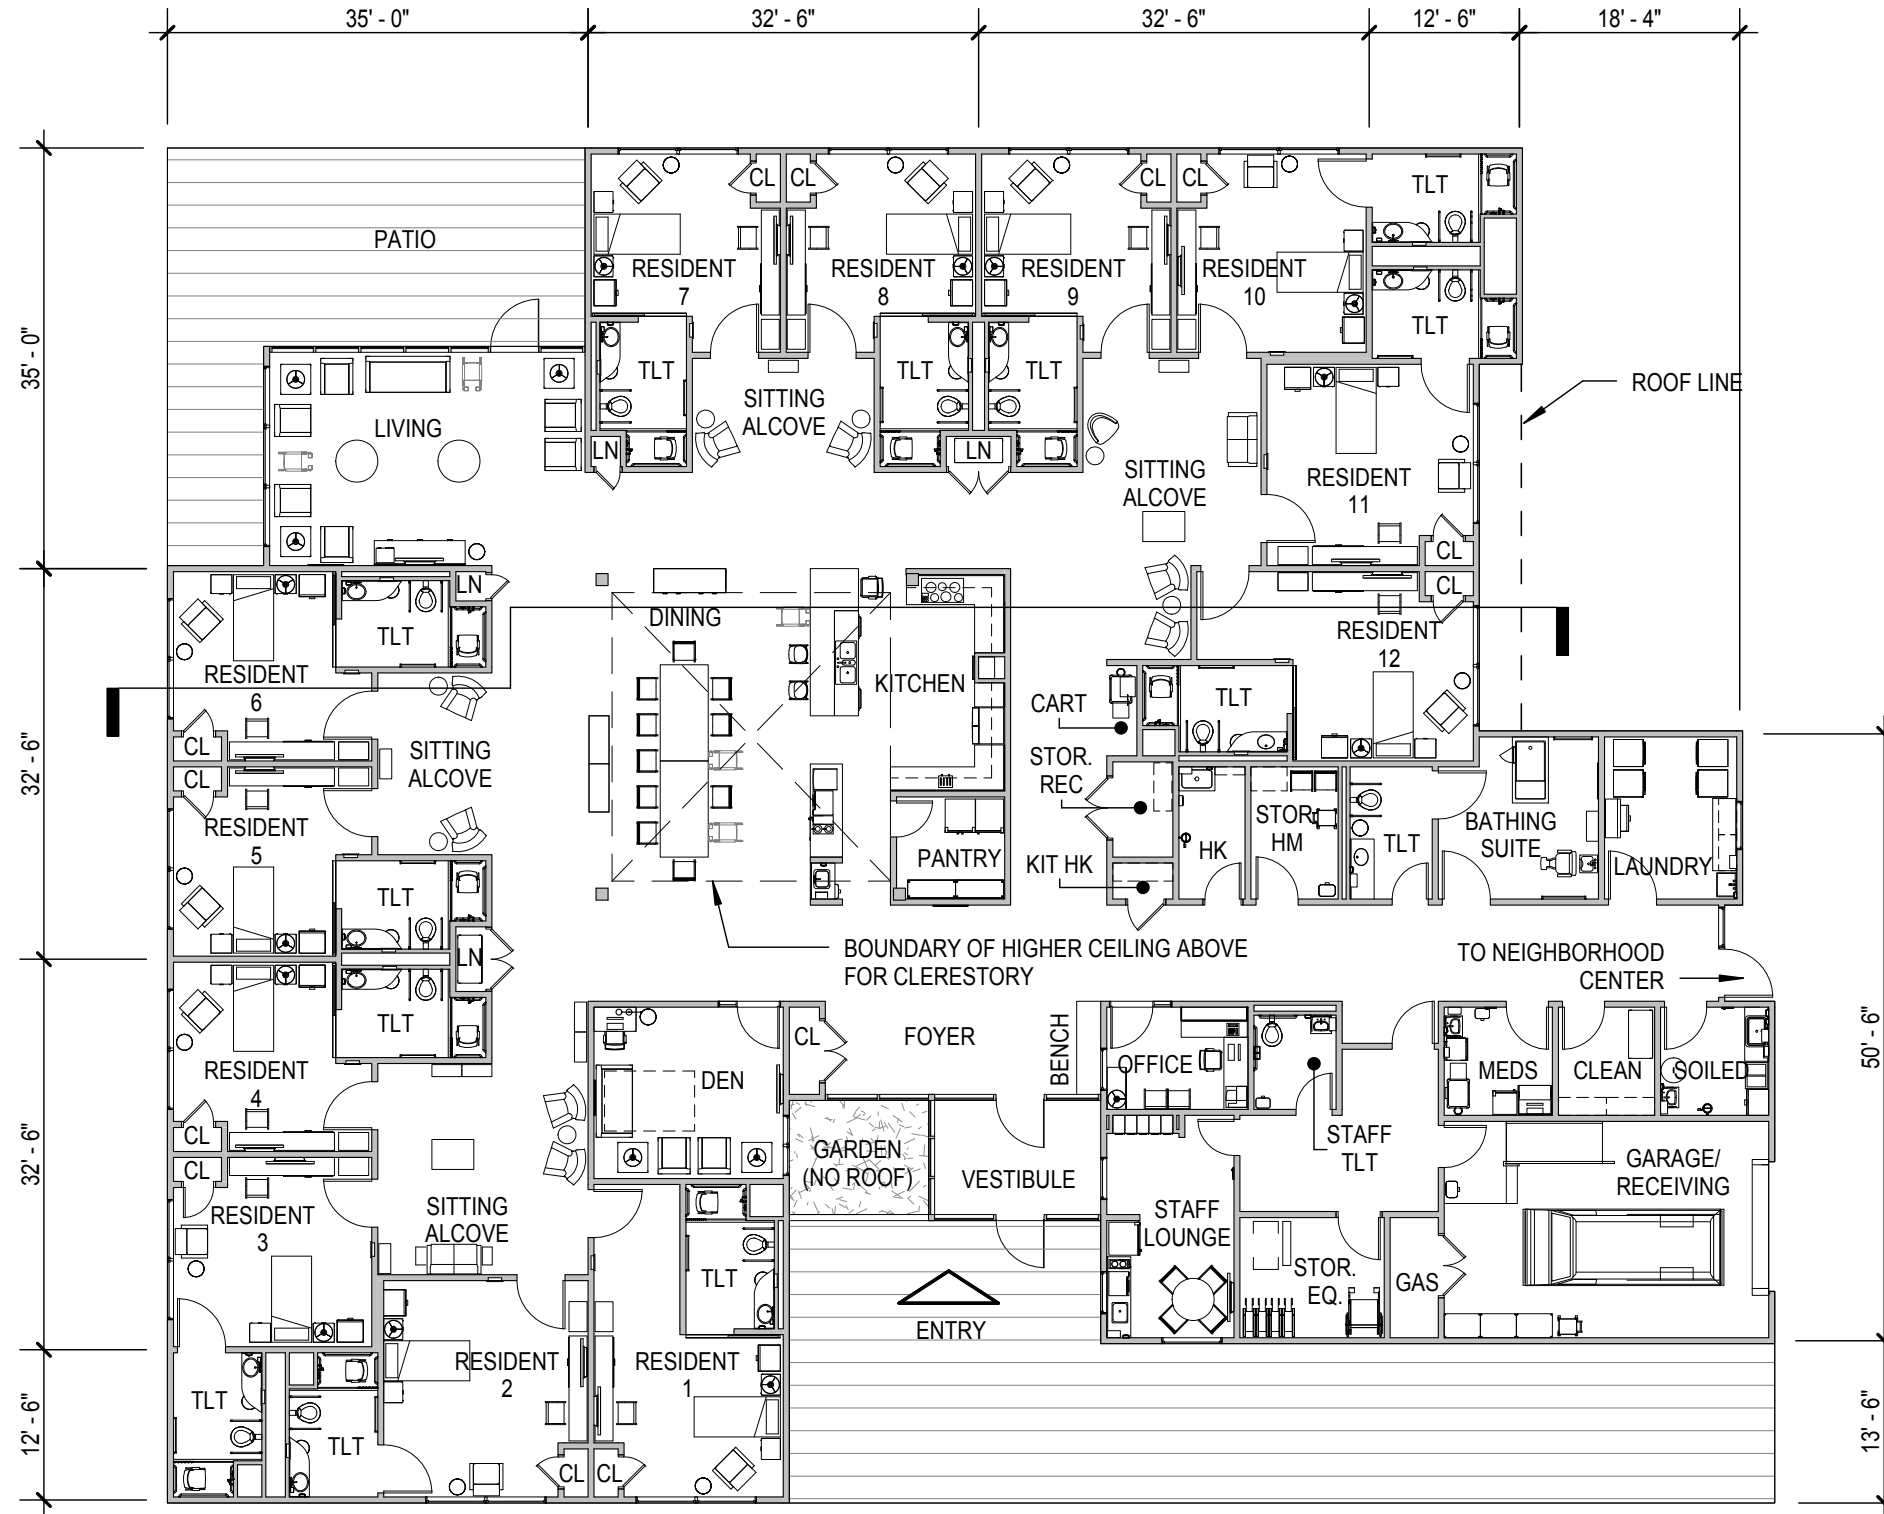 35' - 0"
32' - 6"
32' - 6"
12' - 6"
18' - 4"
35' - 0"
32' - 6"
32' - 6"
12' - 6"
50' - 6"
13' - 6"
PATIO
CL
CL
CL
CL
TLT
RESIDENT
7
RESIDENT
8
RESIDENT
9
RESIDENT
10
TLT
TLT
TLT
TLT
SITTING
ALCOVE
ROOF LINE
LIVING
LN
LN
SITTING
ALCOVE
RESIDENT
11
CL
CL
LN
DINING
TLT
RESIDENT
6
RESIDENT
12
KITCHEN
CART
TLT
CL
CL
SITTING
ALCOVE
STOR.
REC
RESIDENT
5
HK
STOR.
HM
TLT
BATHING
SUITE
LAUNDRY
PANTRY
KIT HK
TLT
LN
BOUNDARY OF HIGHER CEILING ABOVE
FOR CLERESTORY
TO NEIGHBORHOOD
CENTER
TLT
CL
FOYER
BENCH
OFFICE
DEN
MEDS
CLEAN
SOILED
RESIDENT
4
CL
CL
GARDEN
(NO ROOF)
VESTIBULE
STAFF
TLT
GARAGE/
RECEIVING
RESIDENT
3
SITTING
ALCOVE
STAFF
LOUNGE
TLT
STOR.
EQ.
GAS
ENTRY
RESIDENT
2
RESIDENT
1
TLT
TLT
CL
CL